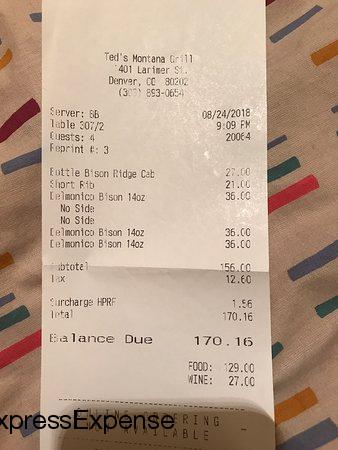 Ted's Montana Grill
1401 Larimer St.
Denver, CO 80202
(303) 893-0654
Server: BB 08/24/2018
Table 307/2 9:09 PM
Guests: 4 20064
Reprint #: 3
Bottle Bison Ridge Cab 27.00
Short Rib 21.00
Delmonico Bison 14oz 36.00
No Side
No Side
Delmonico Bison 14oz 36.00
Delmonico Bison 14oz 36.00
Subtotal 156.00
Tax 12.60
Surcharge HPRF 1.56
Total 170.16
Balance Due 170.16
FOOD: 129.00
WINE: 27.00
ONLINE ORDERING
AVAILABLE
xpressExpense